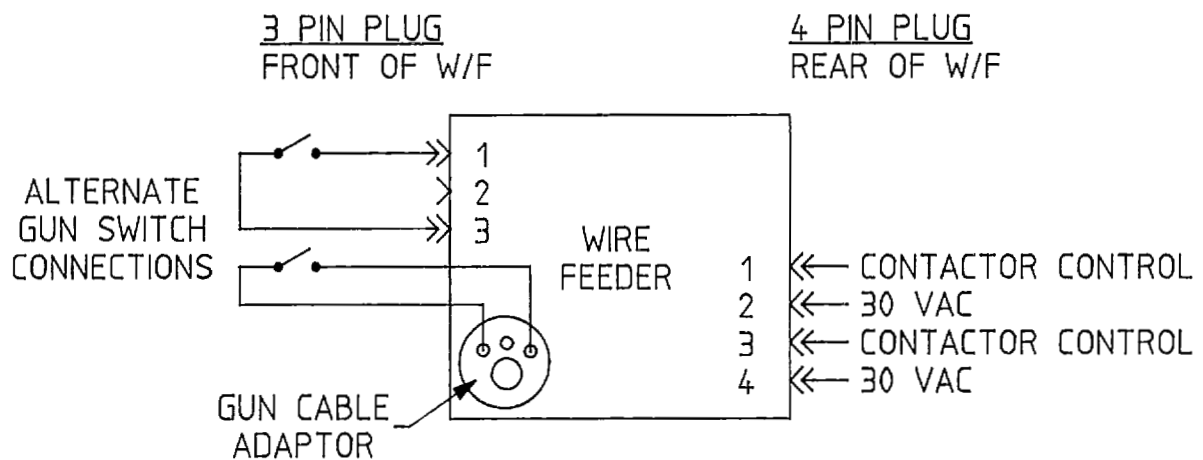 3 PIN PLUG
FRONT OF W/F
4 PIN PLUG
REAR OF W/F
ALTERNATE
GUN SWITCH
CONNECTIONS
1
2
3
WIRE
FEEDER
1
CONTACTOR CONTROL
2
30 VAC
3
CONTACTOR CONTROL
4
30 VAC
GUN CABLE
ADAPTOR